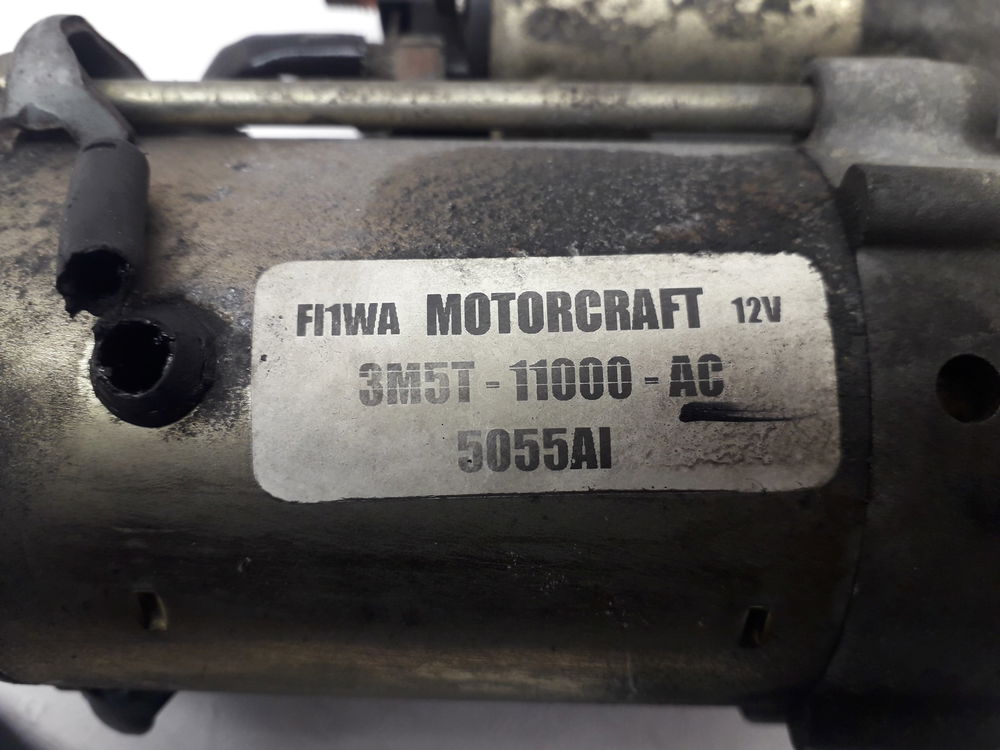 FI1WA MOTORCRAFT 12V
3M5T - 11000 - AC
5055AI